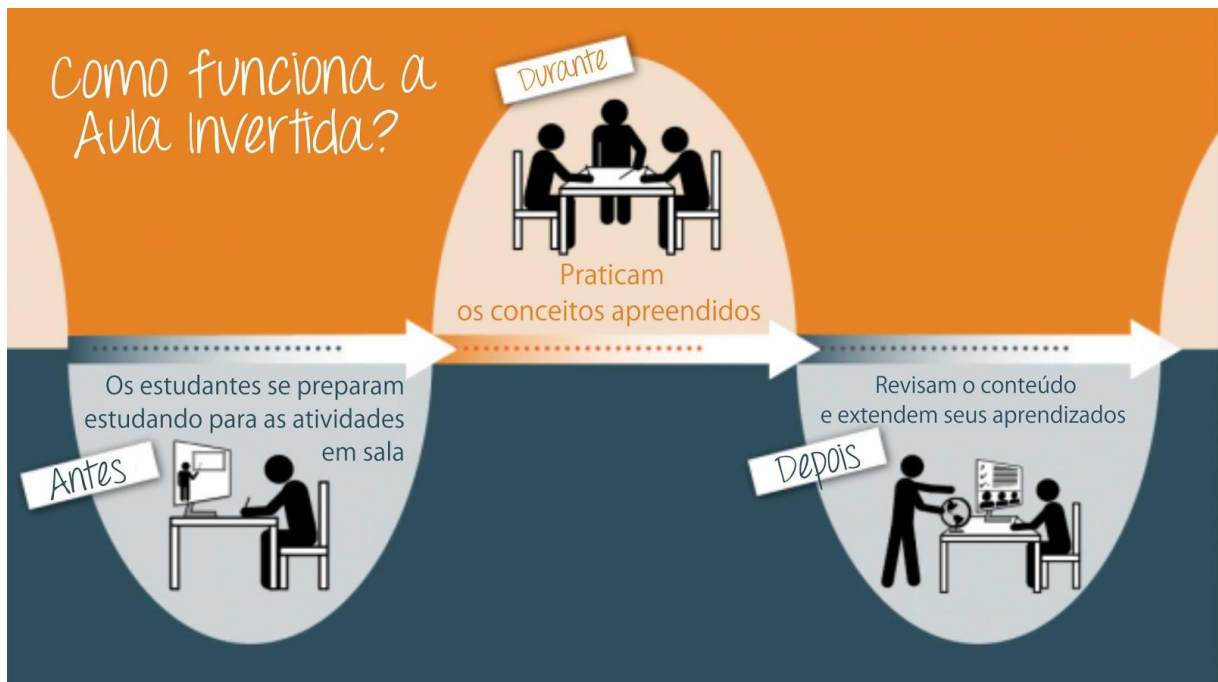 Como funciona a
Aula Invertida?
Durante
Praticam
os conceitos apreendidos
Os estudantes se preparam
estudando para as atividades
em sala
Antes
Revisam o conteúdo
e extendem seus aprendizados
Depois